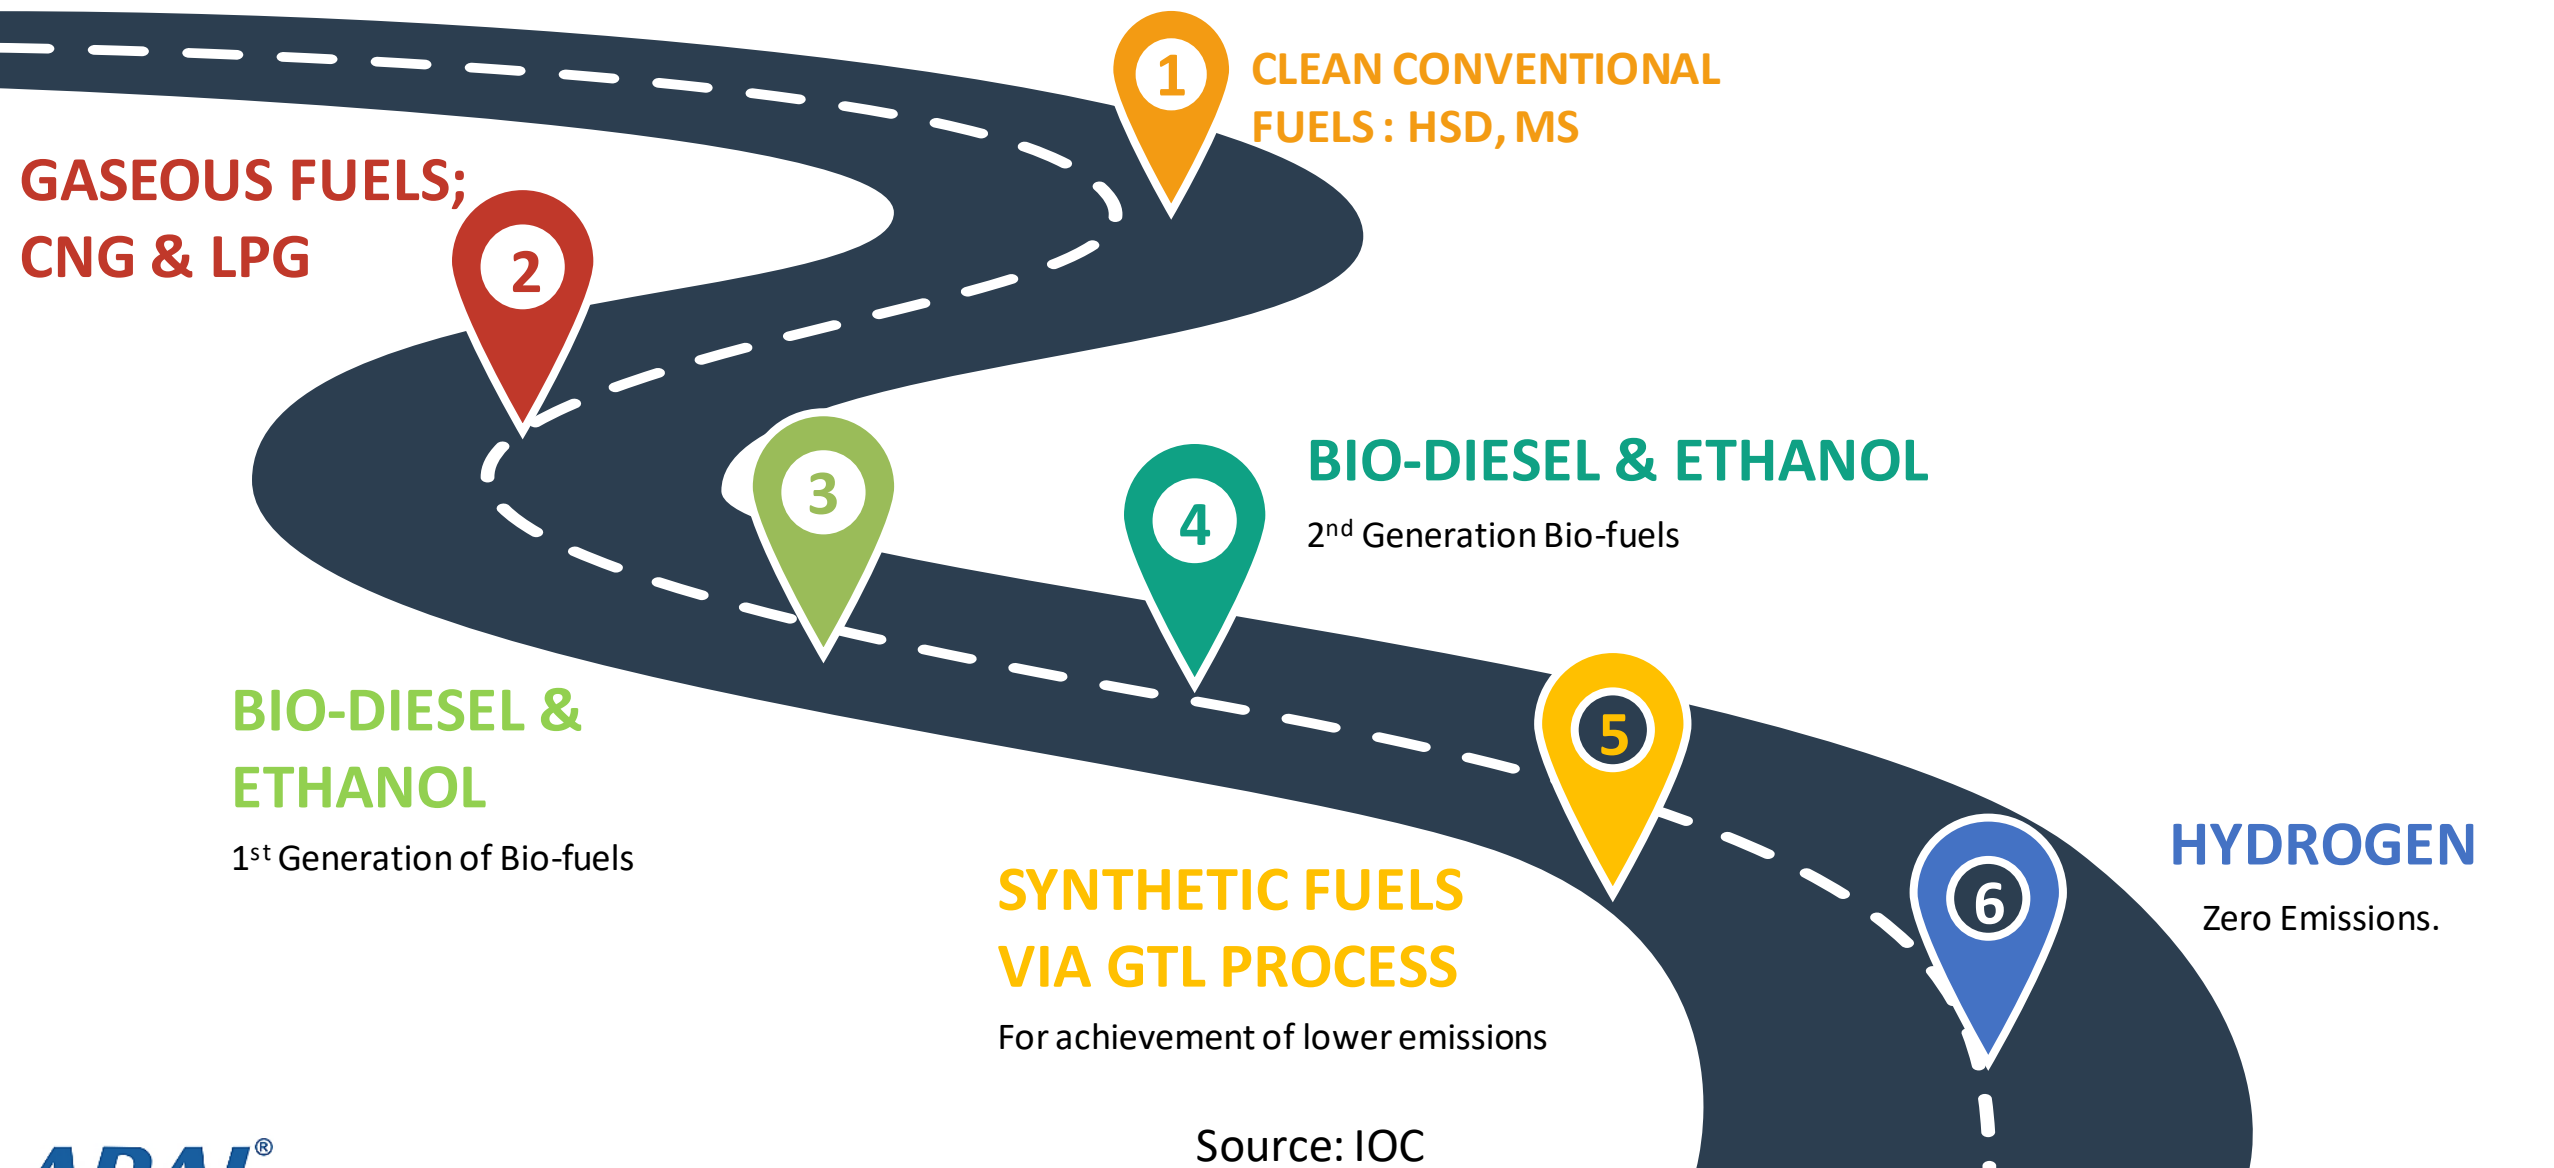 1
CLEAN CONVENTIONAL
FUELS : HSD, MS
GASEOUS FUELS;
CNG & LPG
2
3
BIO-DIESEL &
ETHANOL
1st Generation of Bio-fuels
4
BIO-DIESEL & ETHANOL
2nd Generation Bio-fuels
5
SYNTHETIC FUELS
VIA GTL PROCESS
For achievement of lower emissions
6
HYDROGEN
Zero Emissions.
Source: IOC
ARAI®